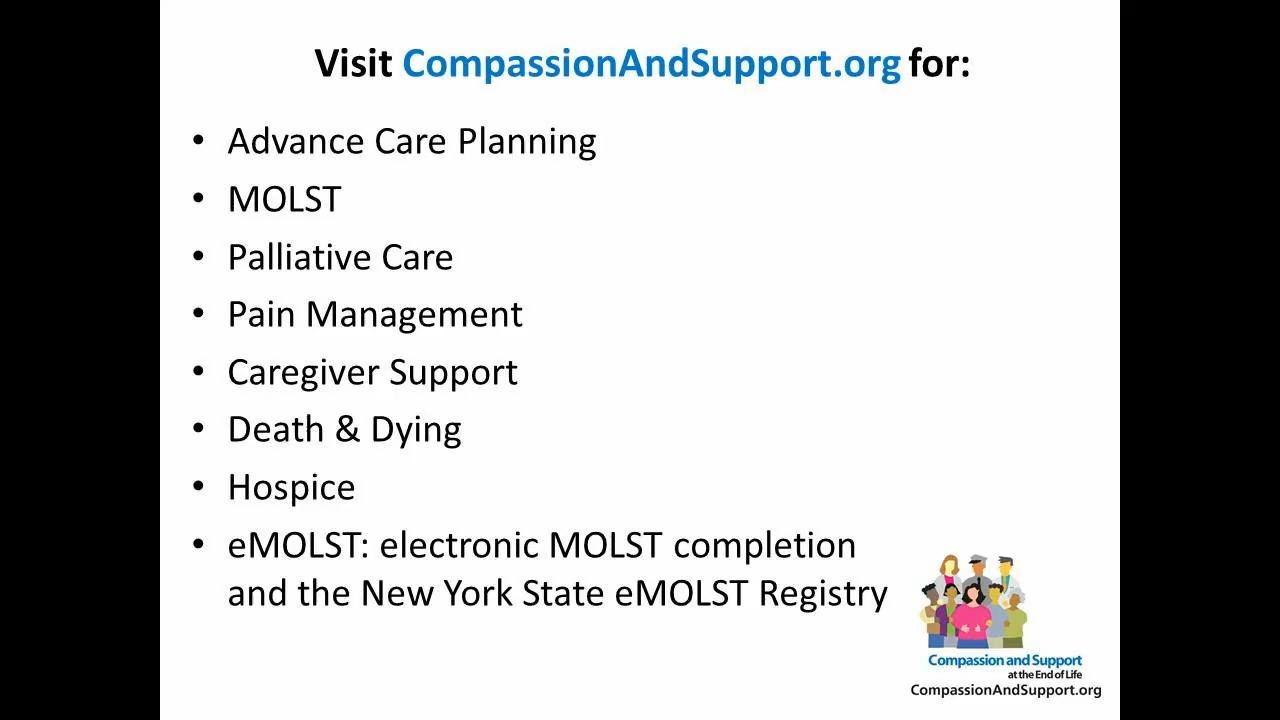 Visit CompassionAndSupport.org for:
• Advance Care Planning
• MOLST
• Palliative Care
• Pain Management
• Caregiver Support
• Death & Dying
• Hospice
• eMOLST: electronic MOLST completion
and the New York State eMOLST Registry
Compassion and Support
at the End of Life
CompassionAndSupport.org